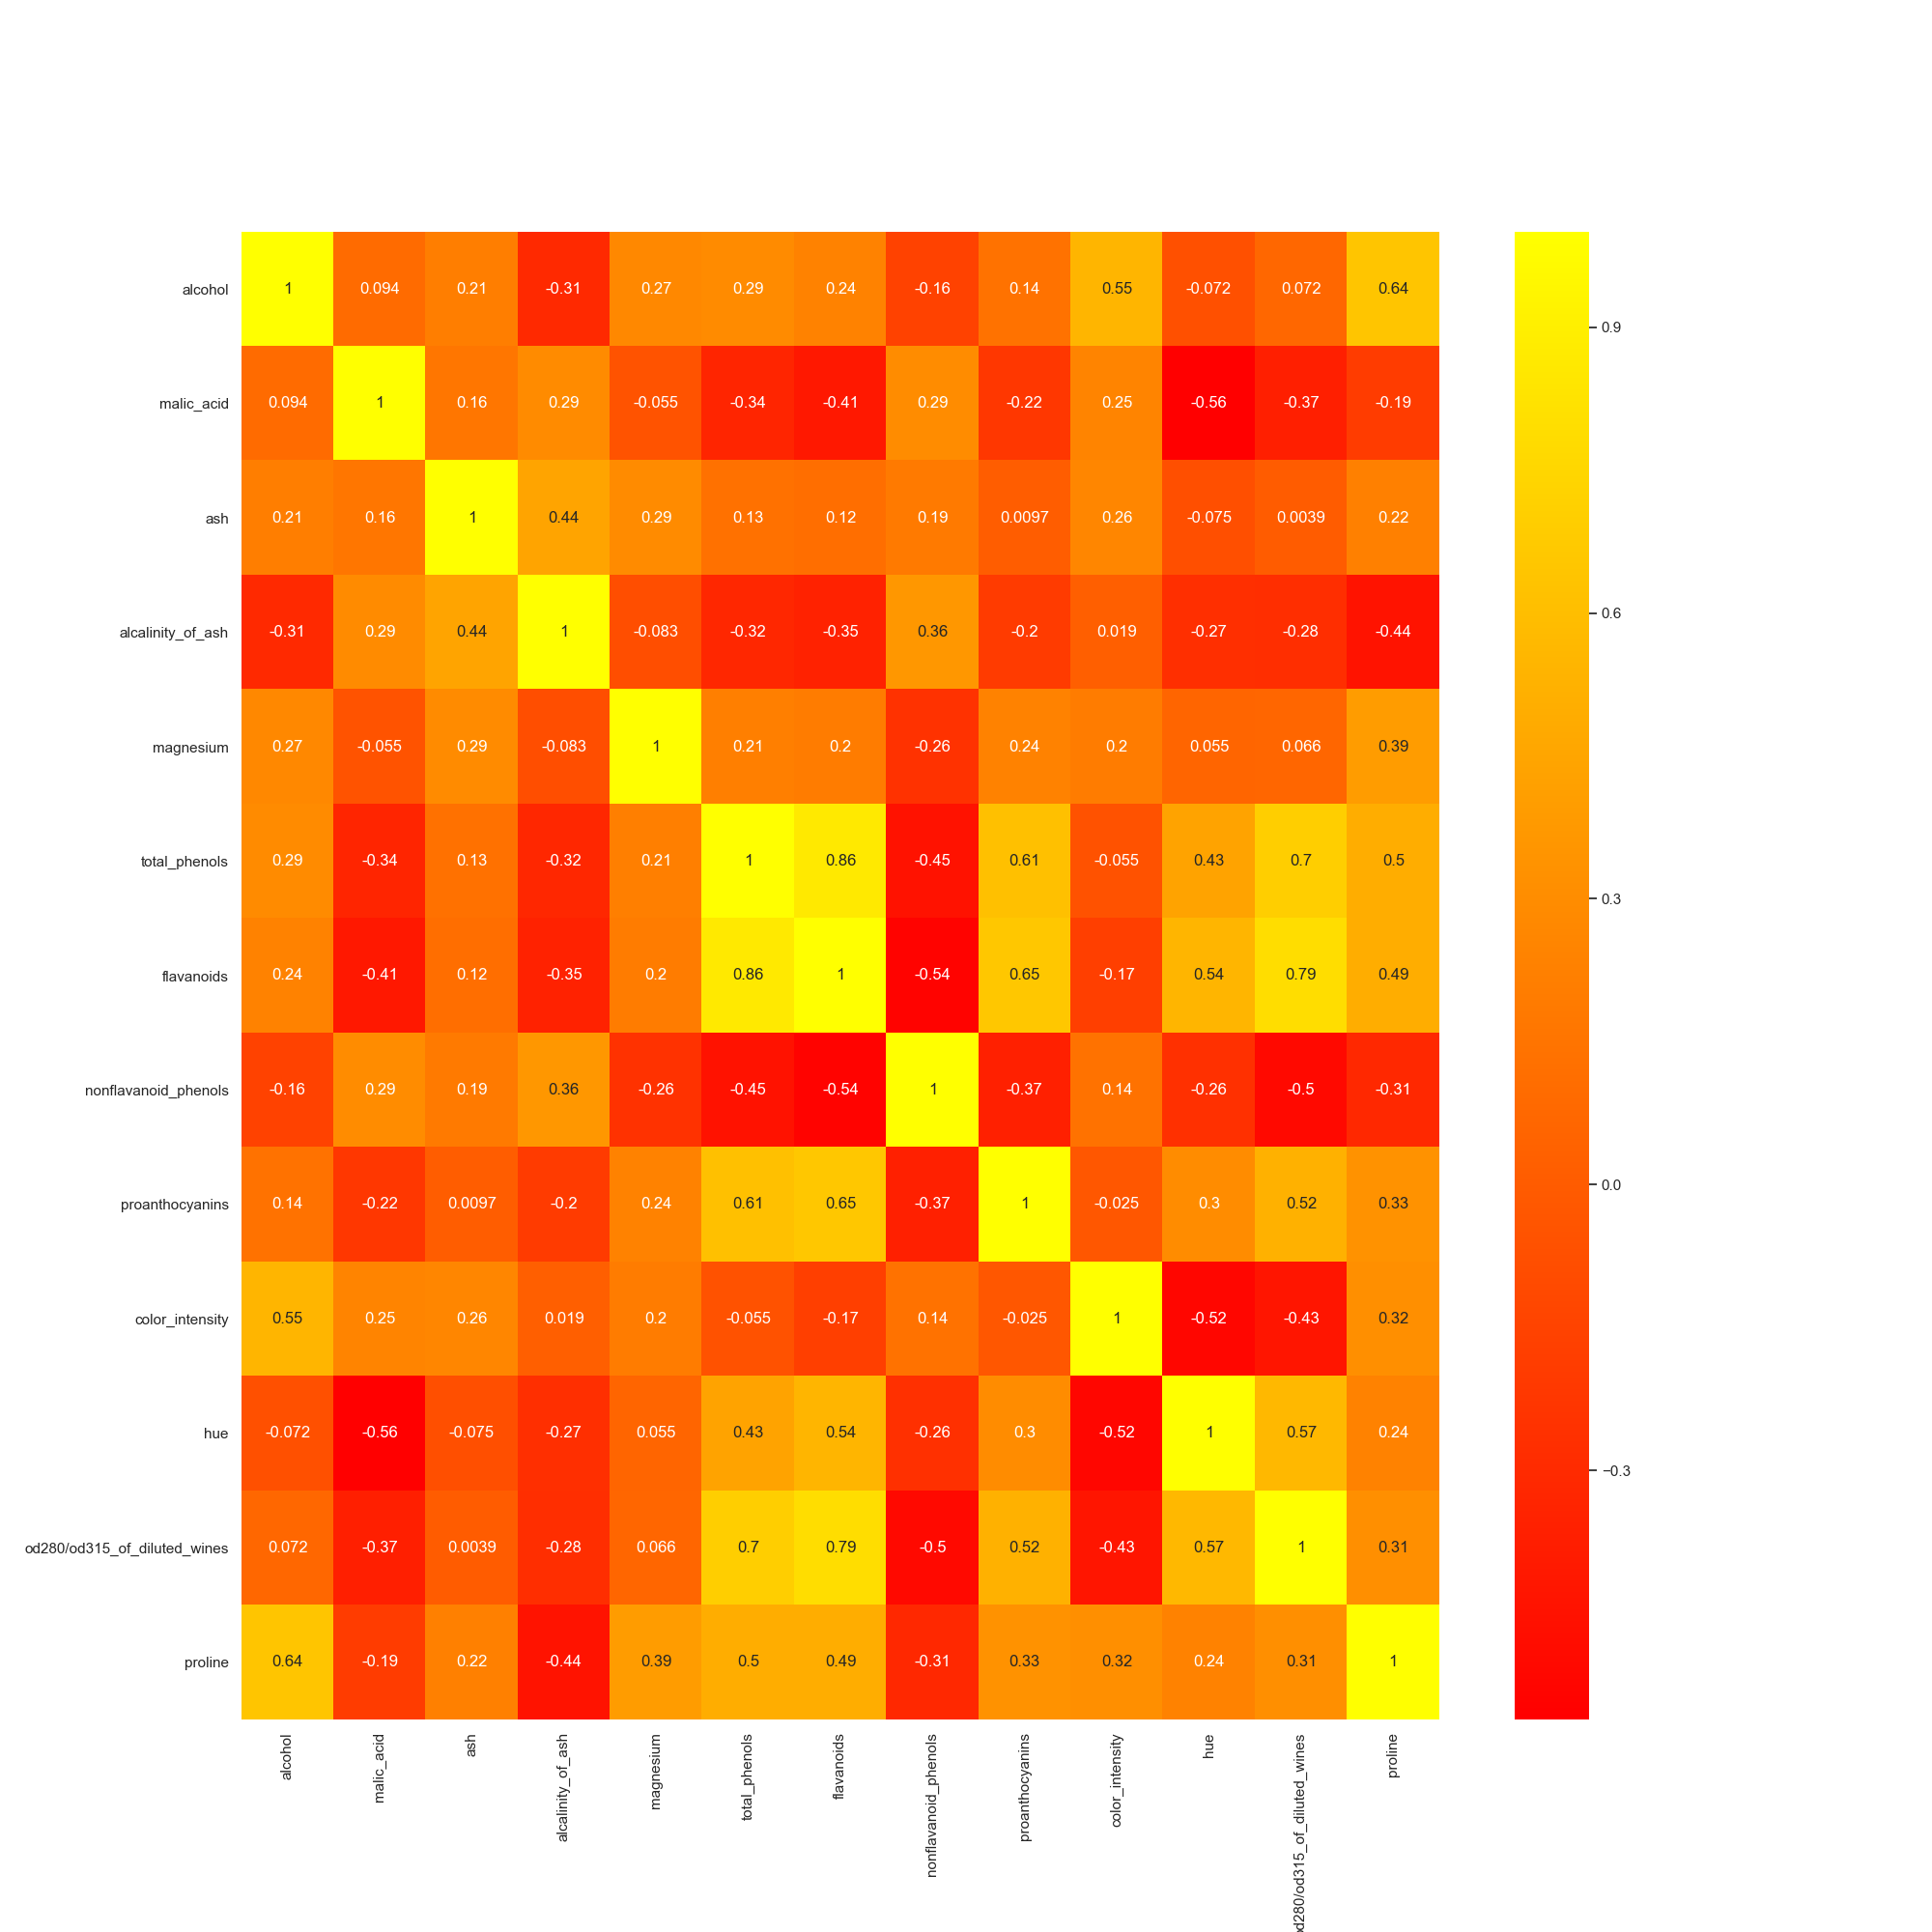 alcohol 1 0.094 0.21 -0.31 0.27 0.29 0.24 -0.16 0.14 0.55 -0.072 0.072 0.64
0.9
malic_acid 0.094 1 0.16 0.29 -0.055 -0.34 -0.41 0.29 -0.22 0.25 -0.56 -0.37 -0.19
ash 0.21 0.16 1 0.44 0.29 0.13 0.12 0.19 0.0097 0.26 -0.075 0.0039 0.22
0.6
alcalinity_of_ash -0.31 0.29 0.44 1 -0.083 -0.32 -0.35 0.36 -0.2 0.019 -0.27 -0.28 -0.44
magnesium 0.27 -0.055 0.29 -0.083 1 0.21 0.2 -0.26 0.24 0.2 0.055 0.066 0.39
total_phenols 0.29 -0.34 0.13 -0.32 0.21 1 0.86 -0.45 0.61 -0.055 0.43 0.7 0.5
0.3
flavanoids 0.24 -0.41 0.12 -0.35 0.2 0.86 1 -0.54 0.65 -0.17 0.54 0.79 0.49
nonflavanoid_phenols -0.16 0.29 0.19 0.36 -0.26 -0.45 -0.54 1 -0.37 0.14 -0.26 -0.5 -0.31
0.0
proanthocyanins 0.14 -0.22 0.0097 -0.2 0.24 0.61 0.65 -0.37 1 -0.025 0.3 0.52 0.33
color_intensity 0.55 0.25 0.26 0.019 0.2 -0.055 -0.17 0.14 -0.025 1 -0.52 -0.43 0.32
hue -0.072 -0.56 -0.075 -0.27 0.055 0.43 0.54 -0.26 0.3 -0.52 1 0.57 0.24
−0.3
od280/od315_of_diluted_wines 0.072 -0.37 0.0039 -0.28 0.066 0.7 0.79 -0.5 0.52 -0.43 0.57 1 0.31
proline 0.64 -0.19 0.22 -0.44 0.39 0.5 0.49 -0.31 0.33 0.32 0.24 0.31 1
alcohol
malic_acid
ash
alcalinity_of_ash
magnesium
total_phenols
flavanoids
nonflavanoid_phenols
proanthocyanins
color_intensity
hue
d280/od315_of_diluted_wines
proline